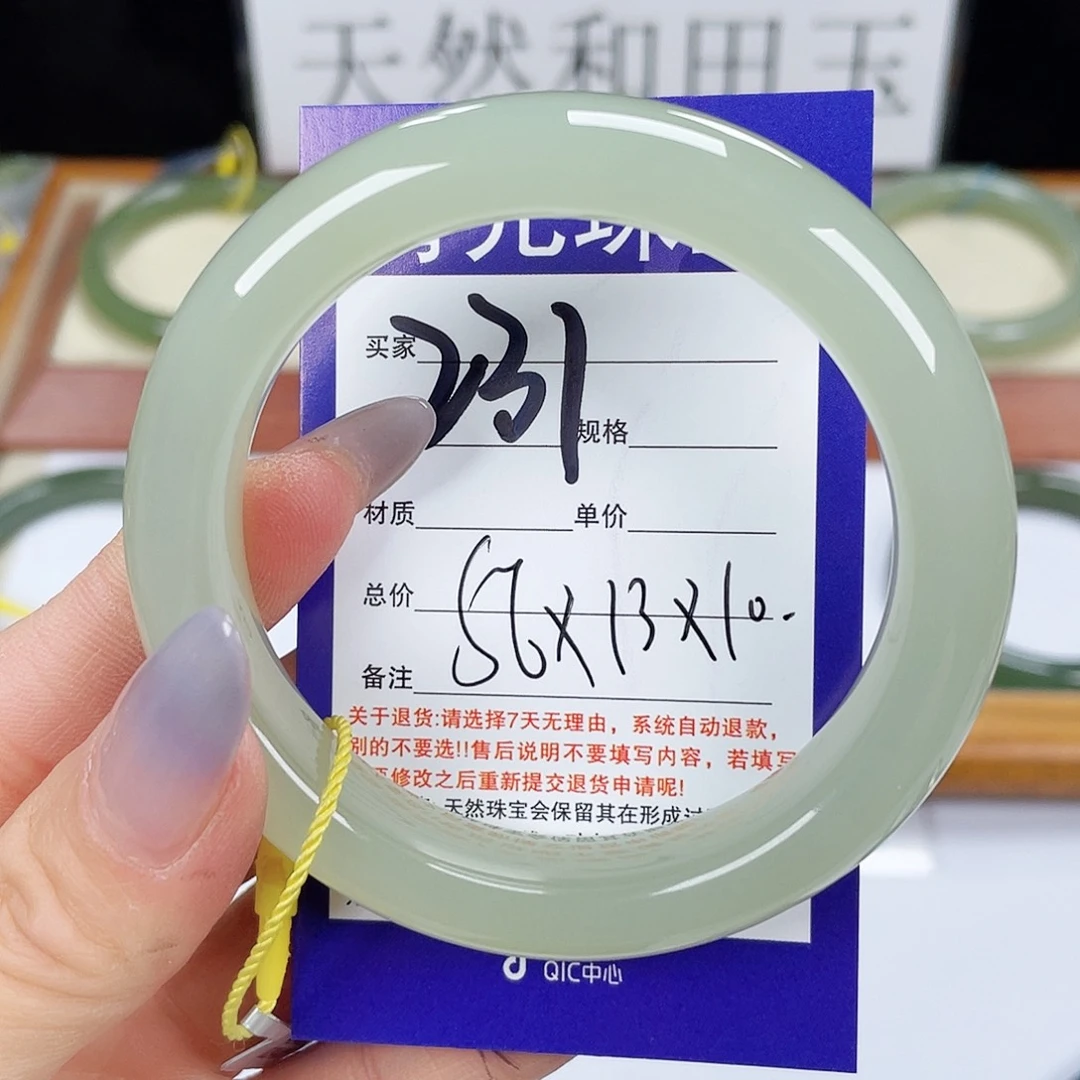 天然和田玉
买家
231
规格
材质 单价
总价
56x13x10.
备注
关于退货:请选择7天无理由，系统自动退款，
别的不要选!!售后说明不要填写内容，若填写
修改之后重新提交退货申请呢!
天然珠宝会保留其在形成过
QIC中心